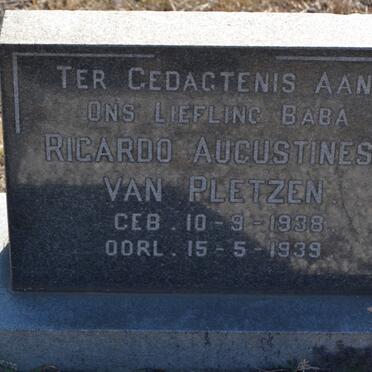 TER GEDAGTENIS AAN
ONS LIEFLING BABA
RICARDO AUGUSTINES
VAN PLETZEN
GEB. 10-9-1938.
OORL. 15-5-1939